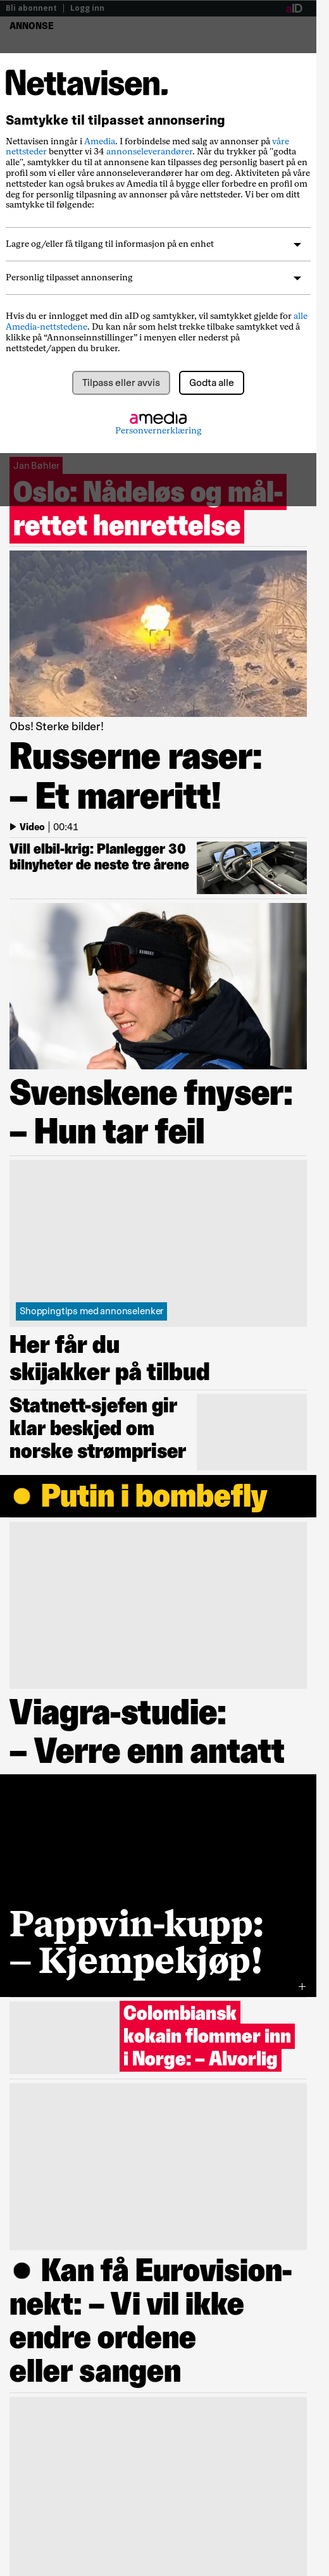 Bli abonnent | Logg inn
aID
ANNONSE
Nettavisen.
Samtykke til tilpasset annonsering
Nettavisen inngår i Amedia. I forbindelse med salg av annonser på våre
nettsteder benytter vi 34 annonseleverandører. Når du trykker på "godta
alle", samtykker du til at annonsene kan tilpasses deg personlig basert på en
profil som vi eller våre annonseleverandører har om deg. Aktiviteten på våre
nettsteder kan også brukes av Amedia til å bygge eller forbedre en profil om
deg for personlig tilpasning av annonser på våre nettsteder. Vi ber om ditt
samtykke til følgende:
Lagre og/eller få tilgang til informasjon på en enhet
Personlig tilpasset annonsering
Hvis du er innlogget med din aID og samtykker, vil samtykket gjelde for alle
Amedia-nettstedene. Du kan når som helst trekke tilbake samtykket ved å
klikke på “Annonseinnstillinger” i menyen eller nederst på
nettstedet/appen du bruker.
Tilpass eller avvis
Godta alle
amedia
Personvernerklæring
Jan Bøhler
Oslo: Nådeløs og mål-
rettet henrettelse
Obs! Sterke bilder!
Russerne raser:
– Et mareritt!
Video | 00:41
Vill elbil-krig: Planlegger 30
bilnyheter de neste tre årene
Svenskene fnyser:
– Hun tar feil
Shoppingtips med annonselenker
Her får du
skijakker på tilbud
Statnett-sjefen gir
klar beskjed om
norske strømpriser
● Putin i bombefly
Viagra-studie:
– Verre enn antatt
Pappvin-kupp:
– Kjempekjøp!
+
Colombiansk
kokain flommer inn
i Norge: – Alvorlig
● Kan få Eurovision-
nekt: – Vi vil ikke
endre ordene
eller sangen